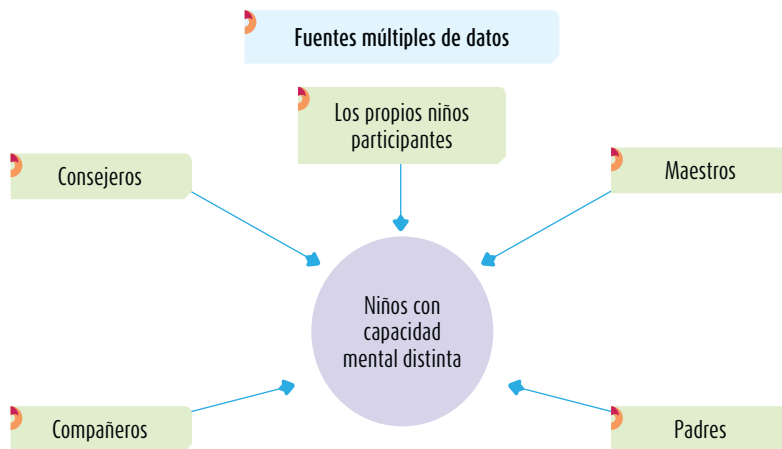 Fuentes múltiples de datos
Los propios niños
participantes
Consejeros
Maestros
Niños con
capacidad
mental distinta
Compañeros
Padres